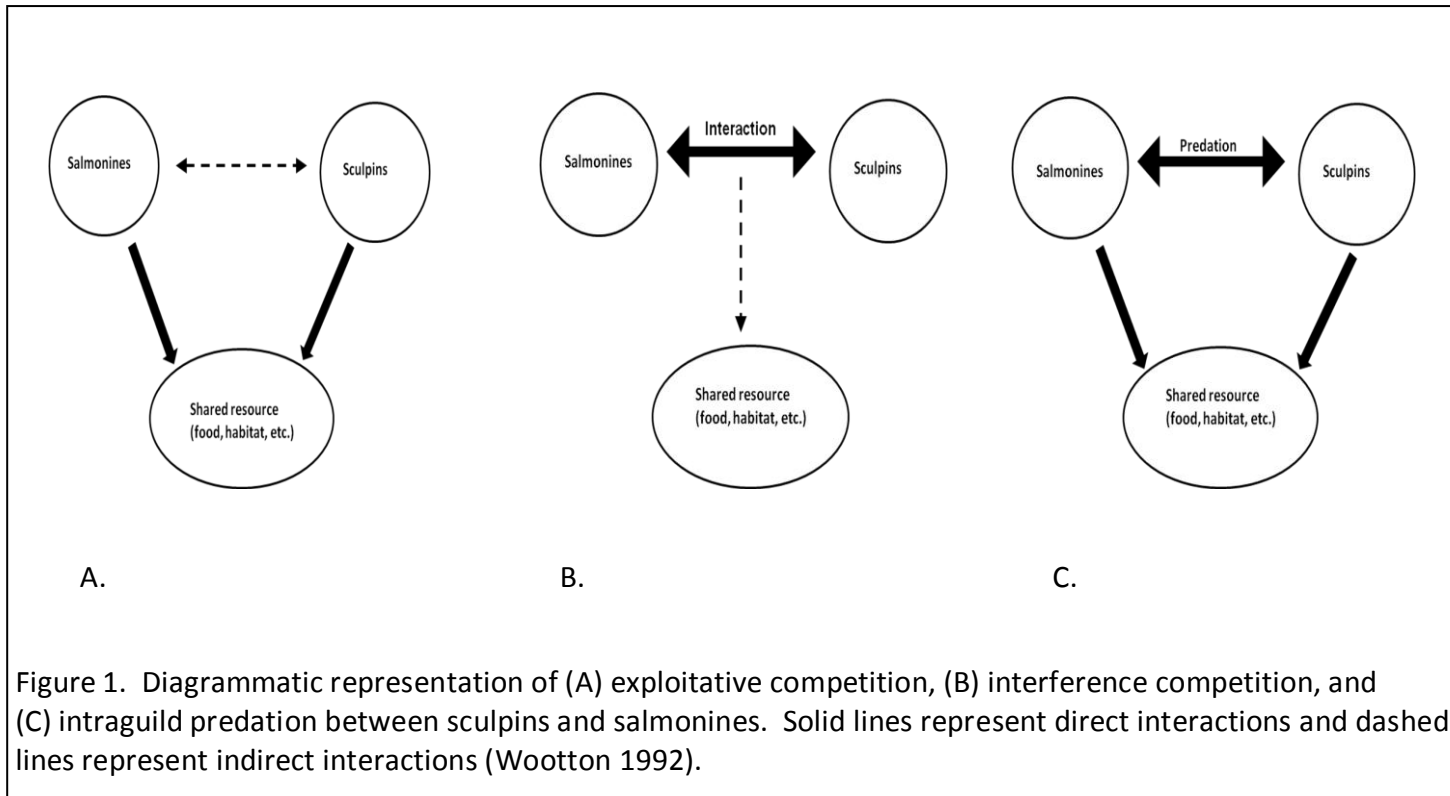 Salmonines
Sculpins
Shared resource
(food, habitat, etc.)
A.
Interaction
Salmonines
Sculpins
Shared resource
(food, habitat, etc.)
B.
Predation
Salmonines
Sculpins
Shared resource
(food, habitat, etc.)
C.
Figure 1.  Diagrammatic representation of (A) exploitative competition, (B) interference competition, and
(C) intraguild predation between sculpins and salmonines.  Solid lines represent direct interactions and dashed
lines represent indirect interactions (Wootton 1992).